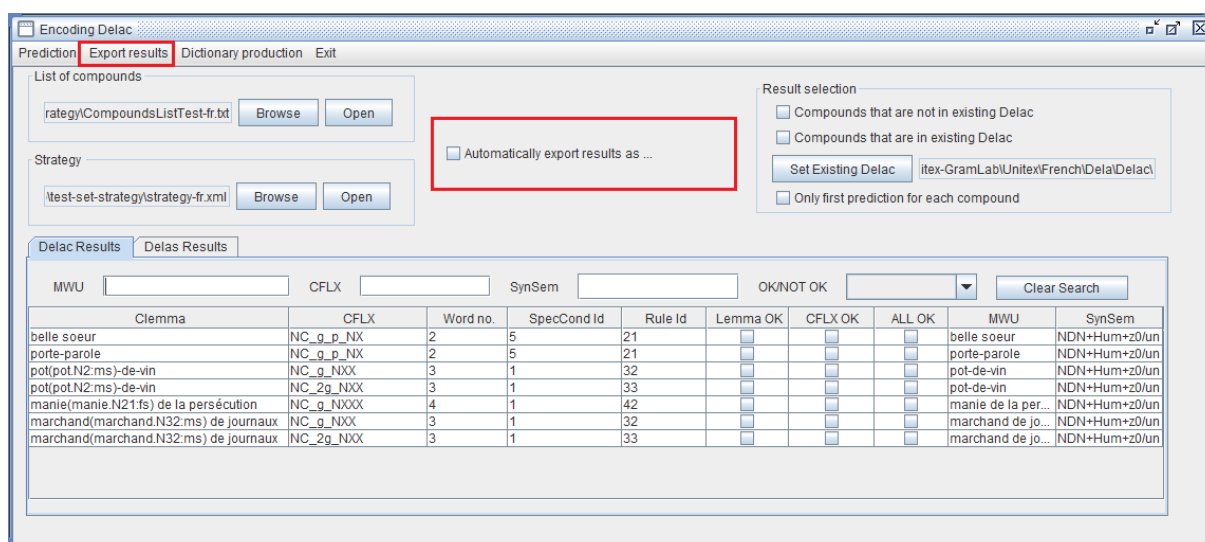 Encoding Delac
Prediction Export results Dictionary production Exit
List of compounds
rategy\CompoundsListTest-fr.txt Browse Open
Strategy
\test-set-strategy\strategy-fr.xml Browse Open
Automatically export results as ...
Result selection
Compounds that are not in existing Delac
Compounds that are in existing Delac
Set Existing Delac itex-GramLab\Unitex\French\Dela\Delac\
Only first prediction for each compound
Delac Results Delas Results
MWU CFLX SynSem OK/NOT OK Clear Search
Clemma CFLX Word no. SpecCond Id Rule Id Lemma OK CFLX OK ALL OK MWU SynSem
belle soeur NC_g_p_NX 2 5 21 belle soeur NDN+Hum+z0/un
porte-parole NC_g_p_NX 2 5 21 porte-parole NDN+Hum+z0/un
pot(pot.N2:ms)-de-vin NC_g_NXX 3 1 32 pot-de-vin NDN+Hum+z0/un
pot(pot.N2:ms)-de-vin NC_2g_NXX 3 1 33 pot-de-vin NDN+Hum+z0/un
manie(manie.N21:fs) de la persécution NC_g_NXXX 4 1 42 manie de la per... NDN+Hum+z0/un
marchand(marchand.N32:ms) de journaux NC_g_NXX 3 1 32 marchand de jo... NDN+Hum+z0/un
marchand(marchand.N32:ms) de journaux NC_2g_NXX 3 1 33 marchand de jo... NDN+Hum+z0/un